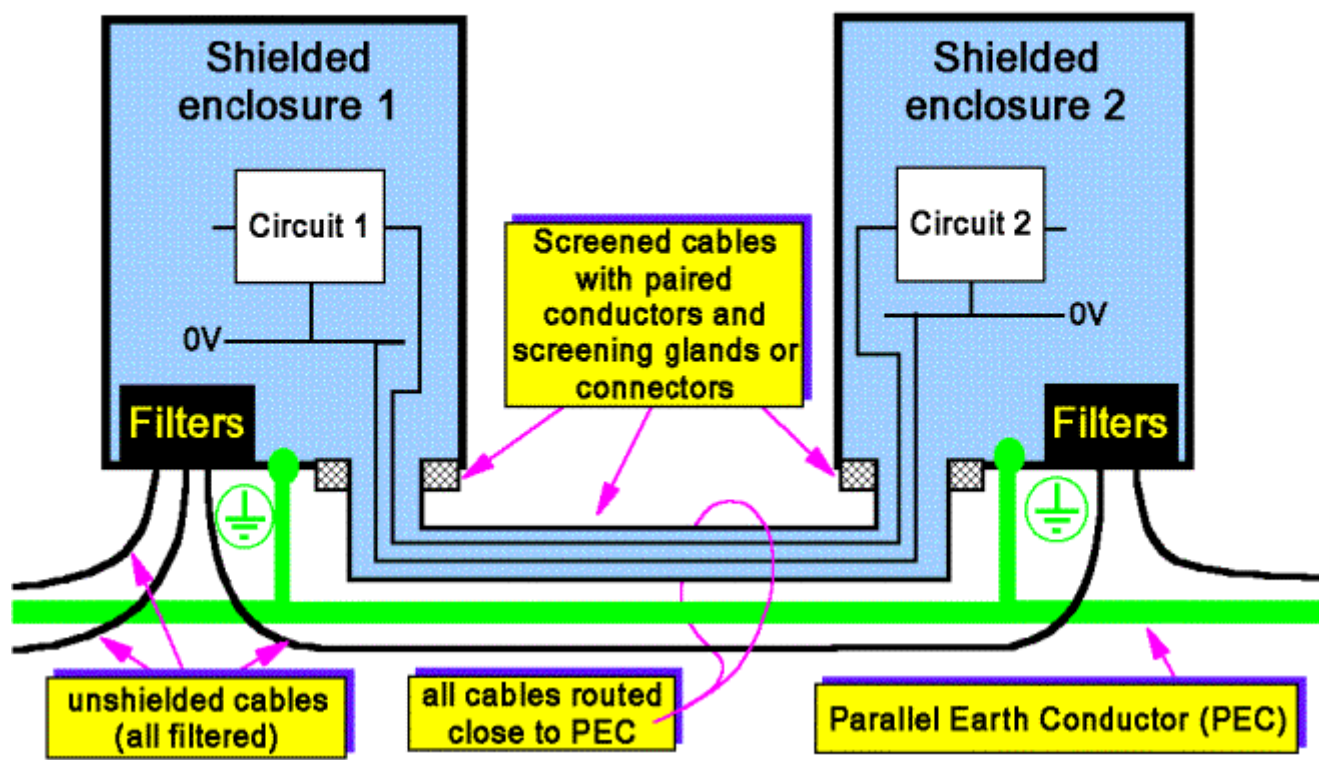 Shielded
enclosure 1
Shielded
enclosure 2
Circuit 1
Circuit 2
Screened cables
with paired
conductors and
screening glands or
connectors
0V
0V
Filters
Filters
unshielded cables
(all filtered)
all cables routed
close to PEC
Parallel Earth Conductor (PEC)